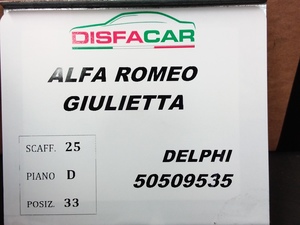 DISFACAR
ALFA ROMEO
GIULIETTA
SCAFF. 25
PIANO D
POSIZ. 33
DELPHI
50509535